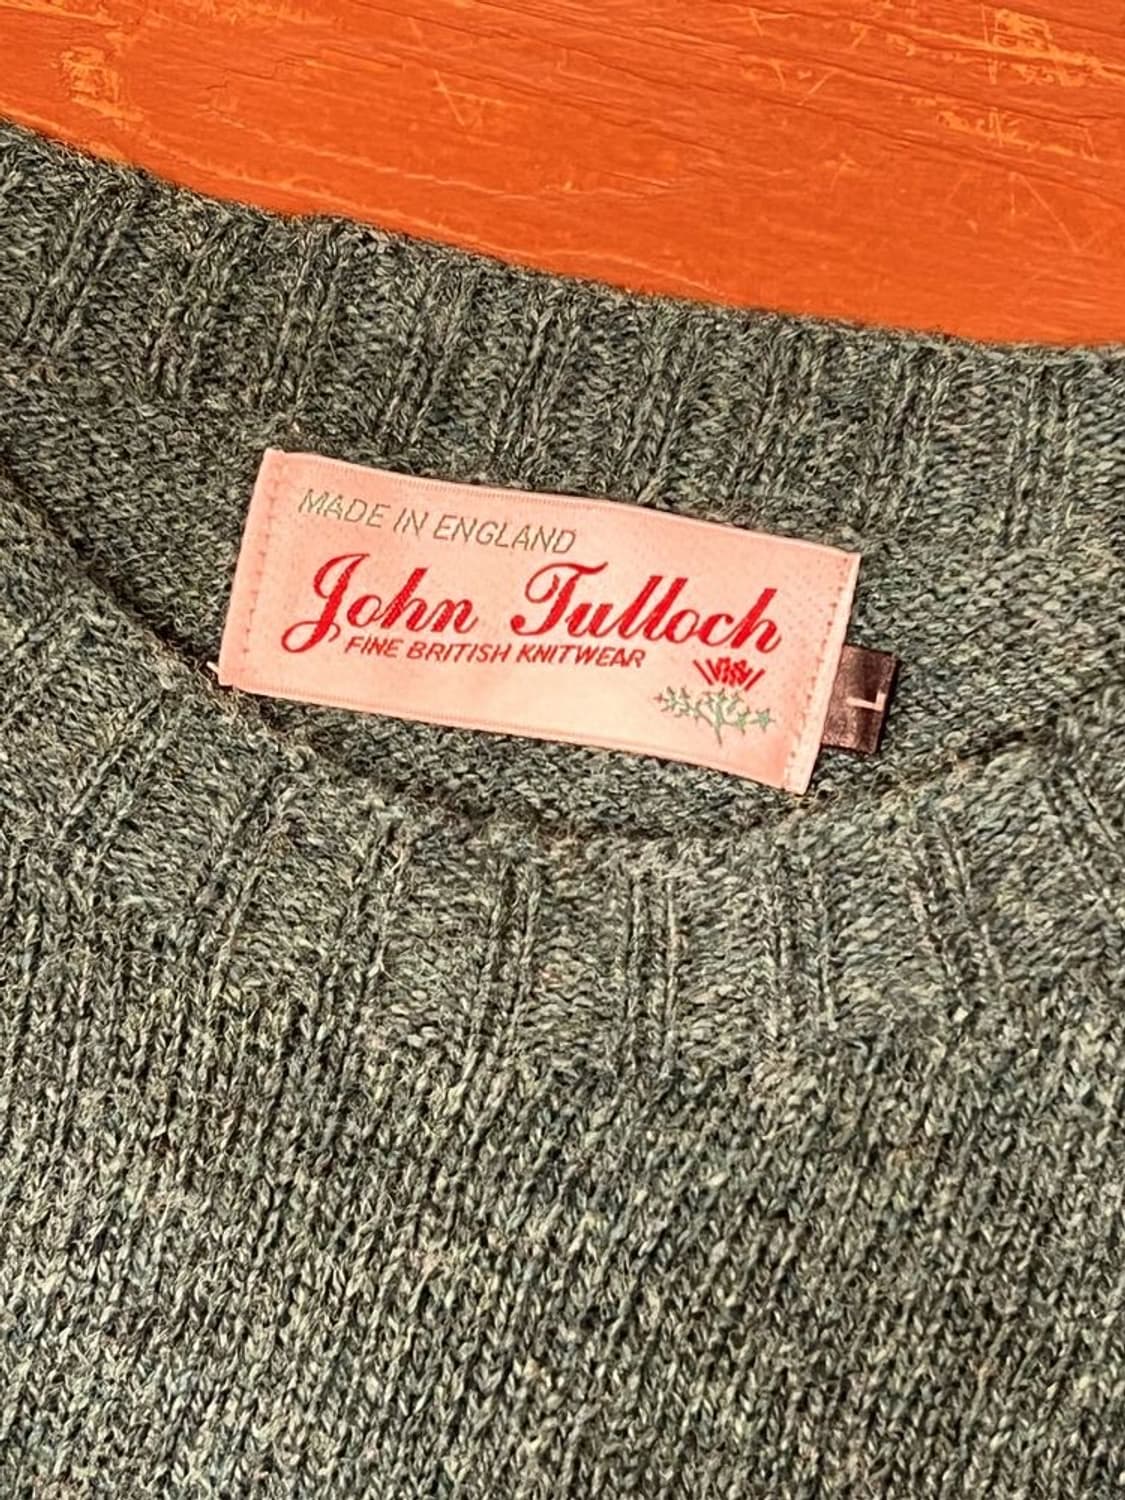 MADE IN ENGLAND
John Tulloch
FINE BRITISH KNITWEAR
L